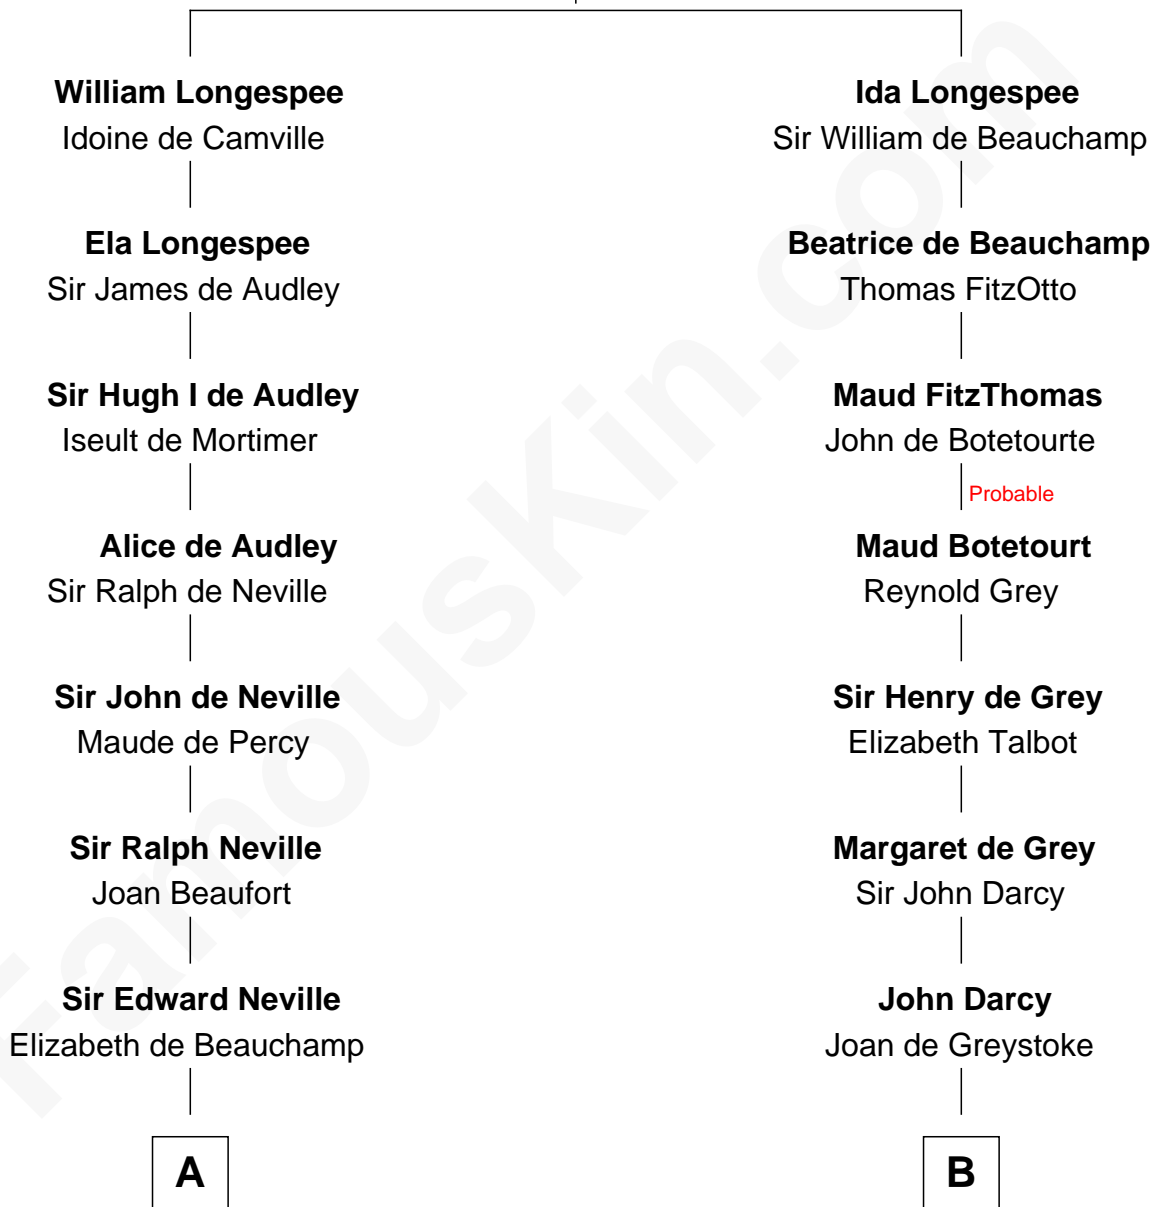 William Longespee
Idoine de Camville
Ela Longespee
Sir James de Audley
Sir Hugh I de Audley
Iseult de Mortimer
Alice de Audley
Sir Ralph de Neville
Sir John de Neville
Maude de Percy
Sir Ralph Neville
Joan Beaufort
Sir Edward Neville
Elizabeth de Beauchamp
A
Ida Longespee
Sir William de Beauchamp
Beatrice de Beauchamp
Thomas FitzOtto
Maud FitzThomas
John de Botetourte
Probable
Maud Botetourt
Reynold Grey
Sir Henry de Grey
Elizabeth Talbot
Margaret de Grey
Sir John Darcy
John Darcy
Joan de Greystoke
B
FamousKin.com